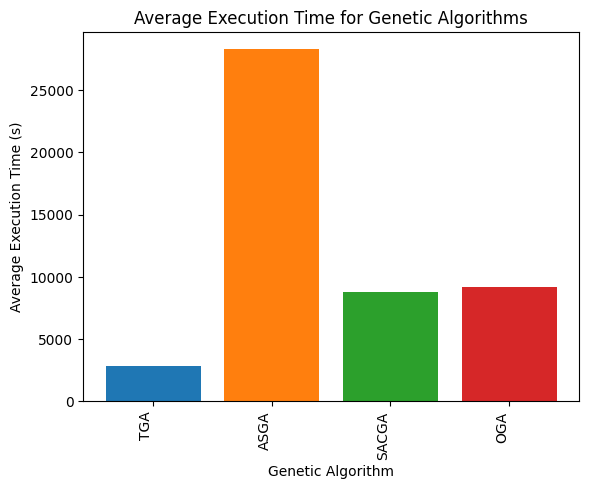 Average Execution Time for Genetic Algorithms
Average Execution Time (s)
25000
20000
15000
10000
5000
0
TGA
ASGA
SACGA
OGA
Genetic Algorithm